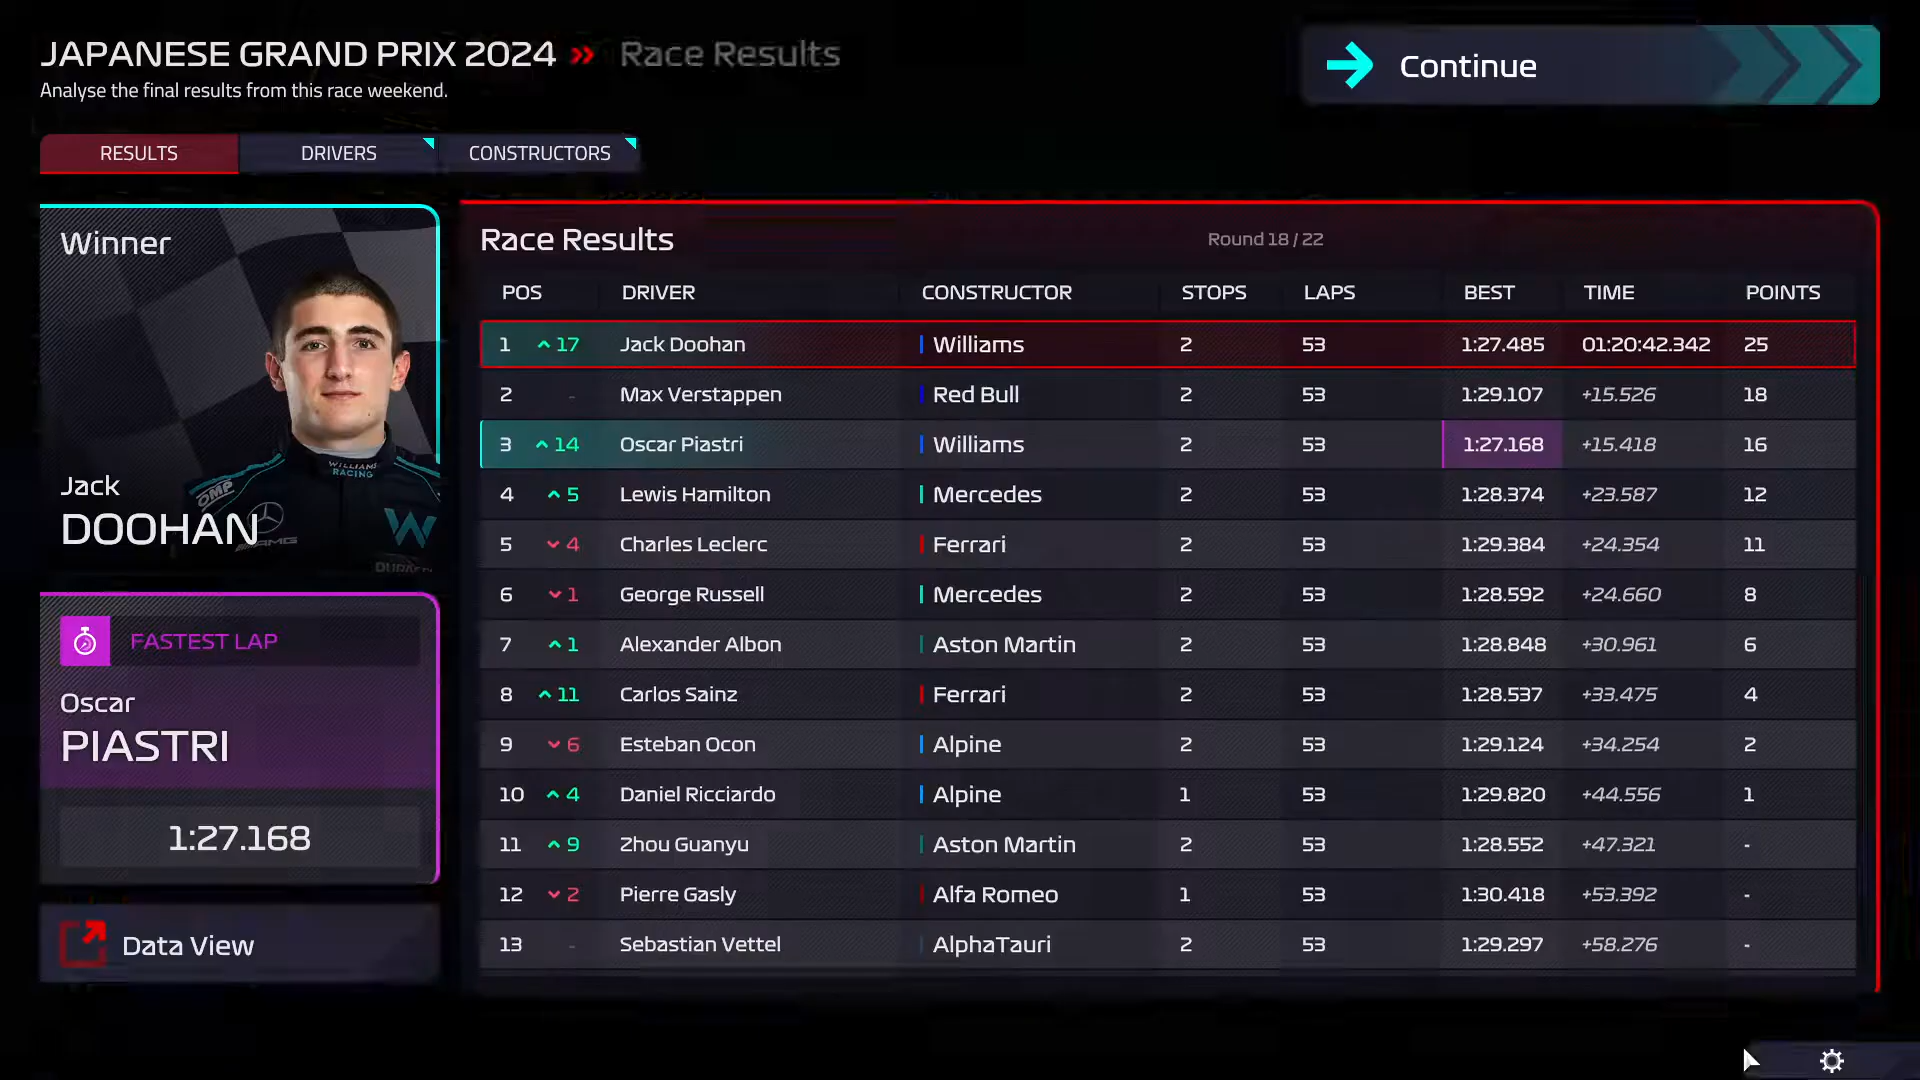 JAPANESE GRAND PRIX 2024 » Race Results
Analyse the final results from this race weekend.
Continue
RESULTS DRIVERS CONSTRUCTORS
Winner
WILLIAMS RACING
OMP
AMG
W
Jack
DOOHAN
FASTEST LAP
Oscar
PIASTRI
1:27.168
Data View
Race Results Round 18 / 22
POS DRIVER CONSTRUCTOR STOPS LAPS BEST TIME POINTS
1 17 Jack Doohan Williams 2 53 1:27.485 01:20:42.342 25
2 - Max Verstappen Red Bull 2 53 1:29.107 +15.526 18
3 14 Oscar Piastri Williams 2 53 1:27.168 +15.418 16
4 5 Lewis Hamilton Mercedes 2 53 1:28.374 +23.587 12
5 4 Charles Leclerc Ferrari 2 53 1:29.384 +24.354 11
6 1 George Russell Mercedes 2 53 1:28.592 +24.660 8
7 1 Alexander Albon Aston Martin 2 53 1:28.848 +30.961 6
8 11 Carlos Sainz Ferrari 2 53 1:28.537 +33.475 4
9 6 Esteban Ocon Alpine 2 53 1:29.124 +34.254 2
10 4 Daniel Ricciardo Alpine 1 53 1:29.820 +44.556 1
11 9 Zhou Guanyu Aston Martin 2 53 1:28.552 +47.321 -
12 2 Pierre Gasly Alfa Romeo 1 53 1:30.418 +53.392 -
13 - Sebastian Vettel AlphaTauri 2 53 1:29.297 +58.276 -